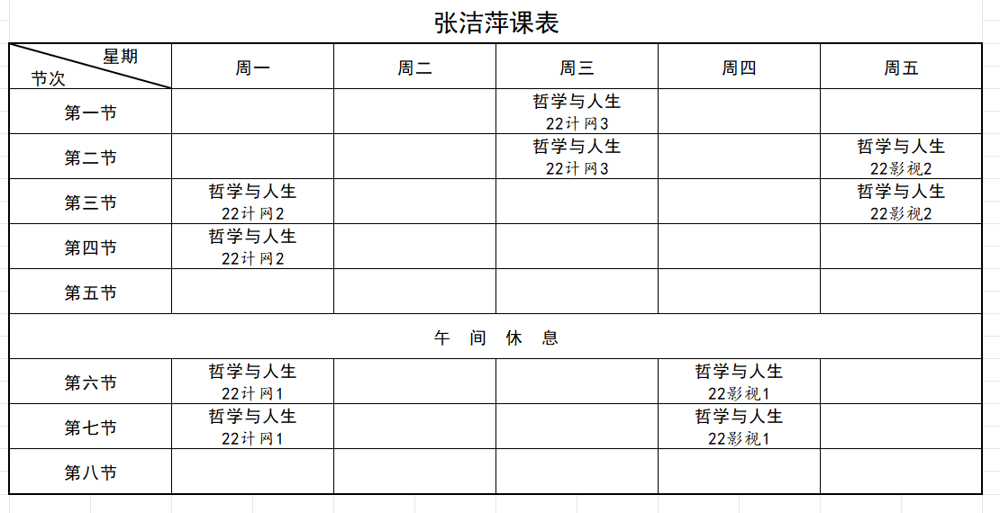 张洁萍课表
星期
节次
周一
周二
周三
周四
周五
第一节
哲学与人生
22计网3
第二节
哲学与人生
22计网3
哲学与人生
22影视2
第三节
哲学与人生
22计网2
哲学与人生
22影视2
第四节
哲学与人生
22计网2
第五节
午 间 休 息
第六节
哲学与人生
22计网1
哲学与人生
22影视1
第七节
哲学与人生
22计网1
哲学与人生
22影视1
第八节